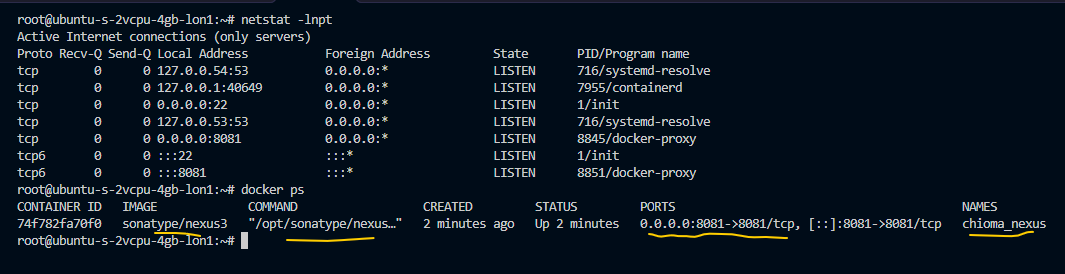 root@ubuntu-s-2vcpu-4gb-lon1:~# netstat -lnpt
Active Internet connections (only servers)
Proto Recv-Q Send-Q Local Address           Foreign Address         State       PID/Program name
tcp        0      0 127.0.0.54:53           0.0.0.0:*               LISTEN      716/systemd-resolve
tcp        0      0 127.0.0.1:40649         0.0.0.0:*               LISTEN      7955/containerd
tcp        0      0 0.0.0.0:22              0.0.0.0:*               LISTEN      1/init
tcp        0      0 127.0.0.53:53           0.0.0.0:*               LISTEN      716/systemd-resolve
tcp        0      0 0.0.0.0:8081            0.0.0.0:*               LISTEN      8845/docker-proxy
tcp6       0      0 :::22                   :::*                    LISTEN      1/init
tcp6       0      0 :::8081                 :::*                    LISTEN      8851/docker-proxy
root@ubuntu-s-2vcpu-4gb-lon1:~# docker ps
CONTAINER ID   IMAGE             COMMAND                  CREATED         STATUS         PORTS                                         NAMES
74f782fa70f0   sonatype/nexus3   "/opt/sonatype/nexus…"   2 minutes ago   Up 2 minutes   0.0.0.0:8081->8081/tcp, [::]:8081->8081/tcp   chioma_nexus
root@ubuntu-s-2vcpu-4gb-lon1:~#